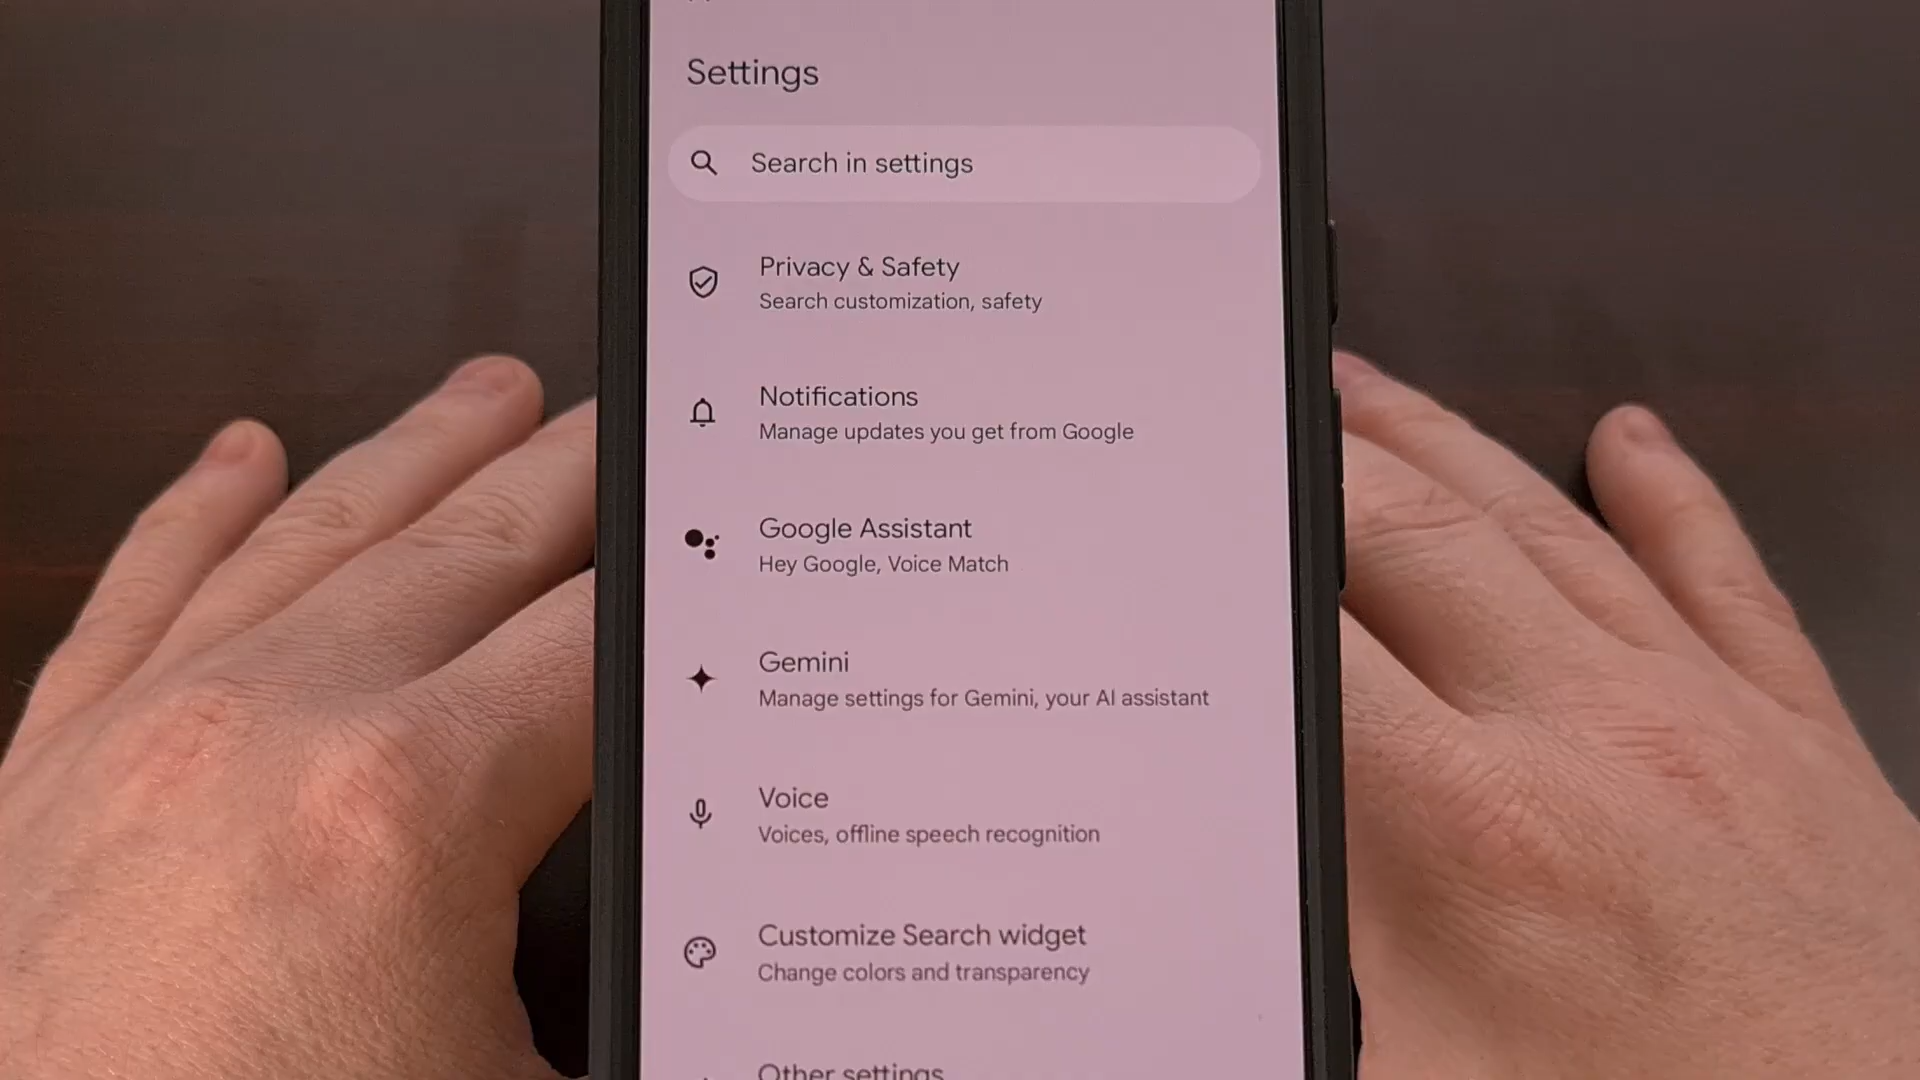 Settings
Search in settings
Privacy & Safety
Search customization, safety
Notifications
Manage updates you get from Google
Google Assistant
Hey Google, Voice Match
Gemini
Manage settings for Gemini, your AI assistant
Voice
Voices, offline speech recognition
Customize Search widget
Change colors and transparency
Other settings